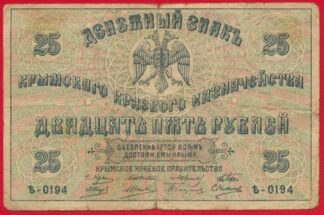 ДЕНЕЖНЫЙ ЗНАКЪ
25 25
КРЫМСКАГО КРАЕВОГО КАЗНАЧЕЙСТВА
ДВАДЦАТЬ ПЯТЬ РУБЛЕЙ
ОБЕЗПЕЧИВАЕТСЯ ВСѢМЪ
ДОСТОЯНІЕМЪ КРЫМА
25 25
КРЫМСКОЕ КРАЕВОЕ ПРАВИТЕЛЬСТВО
Ѣ-0194 Ѣ-0194